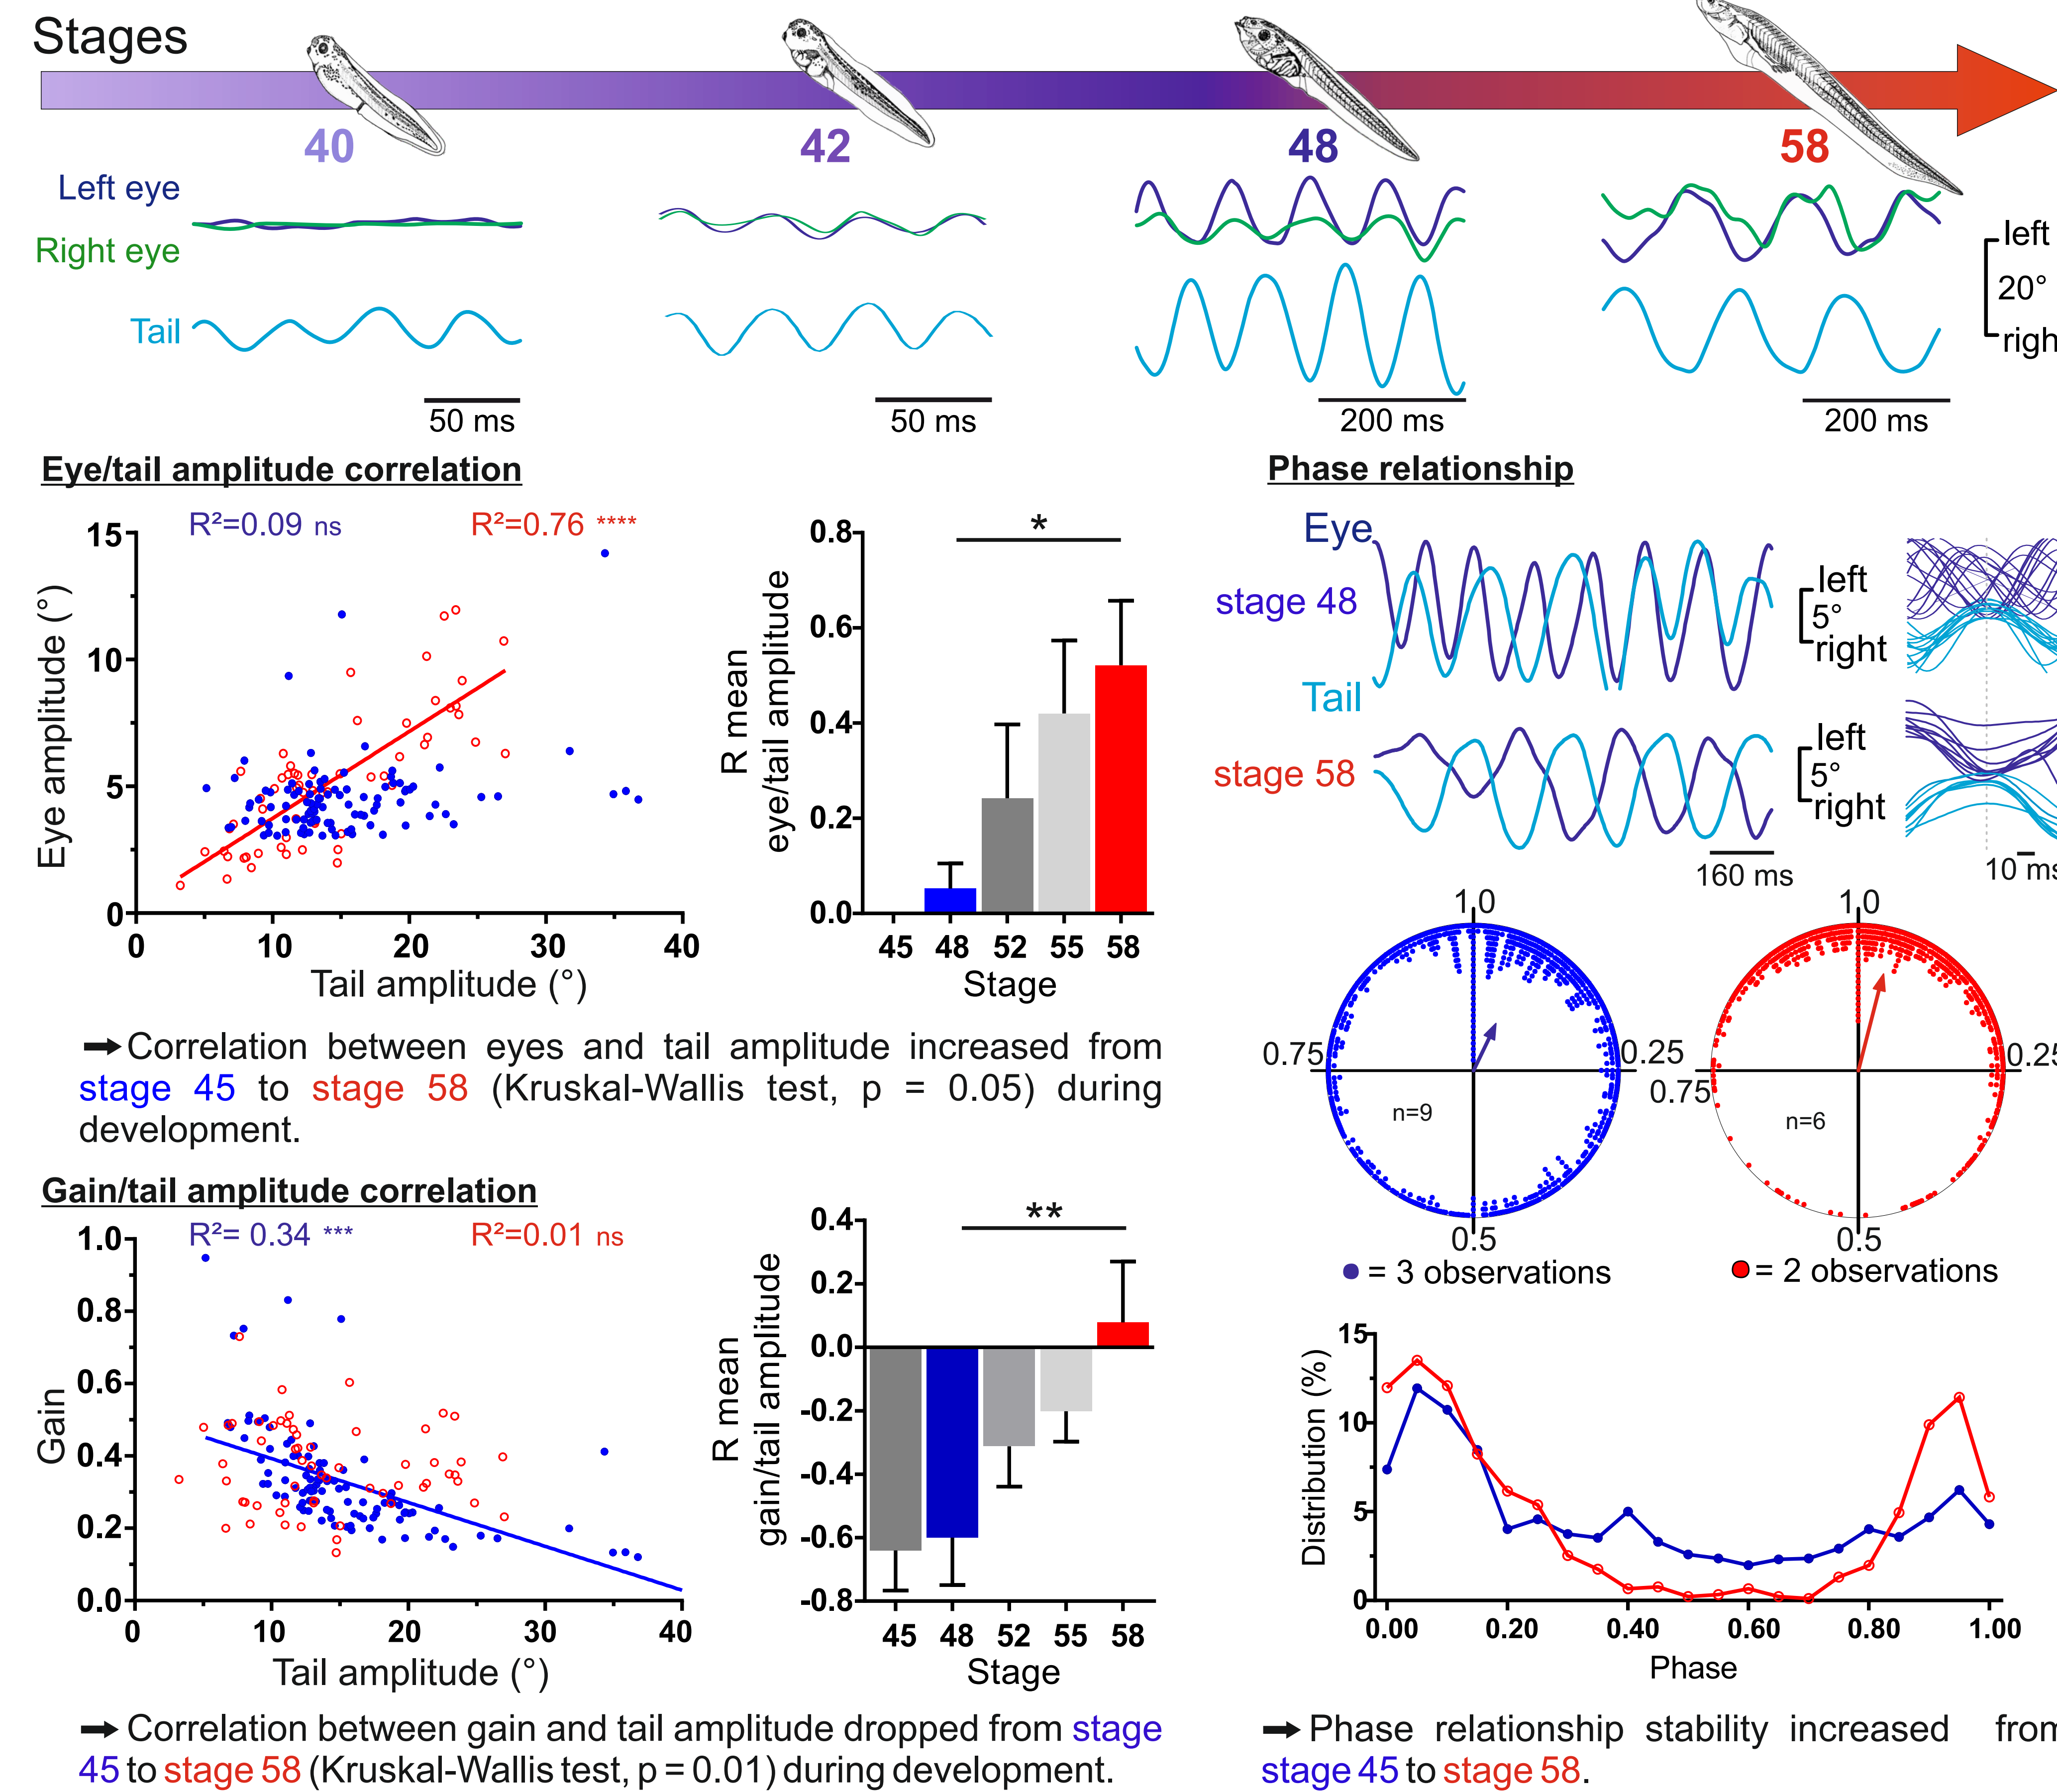 Stages
40
42
48
58
Left eye
Right eye
Tail
left
20°
righ
50 ms
50 ms
200 ms
200 ms
Eye/tail amplitude correlation
R²=0.09 ns
R²=0.76 ****
Eye amplitude (°)
15
10
5
0
0 10 20 30 40
Tail amplitude (°)
*
R mean
eye/tail amplitude
0.8
0.6
0.4
0.2
0.0
45 48 52 55 58
Stage
➞Correlation between eyes and tail amplitude increased from
stage 45 to stage 58 (Kruskal-Wallis test, p = 0.05) during
development.
Gain/tail amplitude correlation
R²= 0.34 ***
R²=0.01 ns
Gain
1.0
0.8
0.6
0.4
0.2
0.0
0 10 20 30 40
Tail amplitude (°)
**
R mean
gain/tail amplitude
0.4
0.2
0.0
-0.2
-0.4
-0.6
-0.8
45 48 52 55 58
Stage
➞Correlation between gain and tail amplitude dropped from stage
45 to stage 58 (Kruskal-Wallis test, p = 0.01) during development.
Phase relationship
Eye
stage 48
Tail
left
5°
right
stage 58
left
5°
right
160 ms
10 ms
1.0
0.75
0.25
n=9
0.5
1.0
0.75
0.25
n=6
0.5
= 3 observations
= 2 observations
Distribution (%)
15
10
5
0
0.00 0.20 0.40 0.60 0.80 1.00
Phase
➞Phase relationship stability increased from
stage 45 to stage 58.